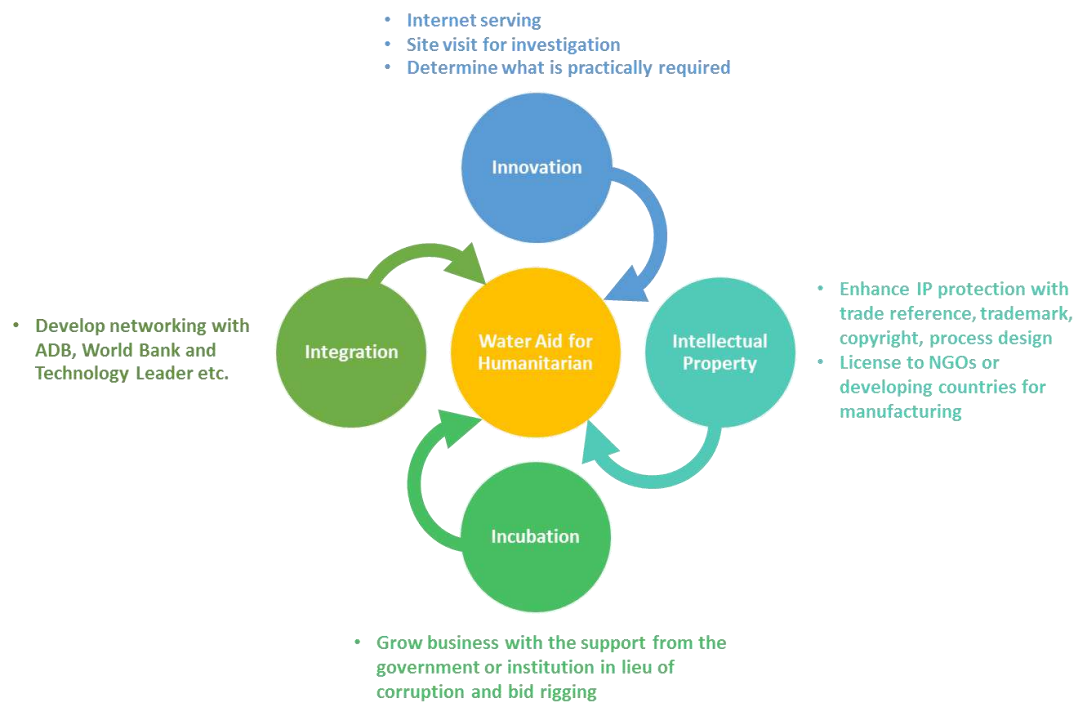 • Internet serving
• Site visit for investigation
• Determine what is practically required
Innovation
• Develop networking with
ADB, World Bank and
Technology Leader etc.
Integration
Water Aid for
Humanitarian
Intellectual
Property
• Enhance IP protection with
trade reference, trademark,
copyright, process design
• License to NGOs or
developing countries for
manufacturing
Incubation
• Grow business with the support from the
government or institution in lieu of
corruption and bid rigging